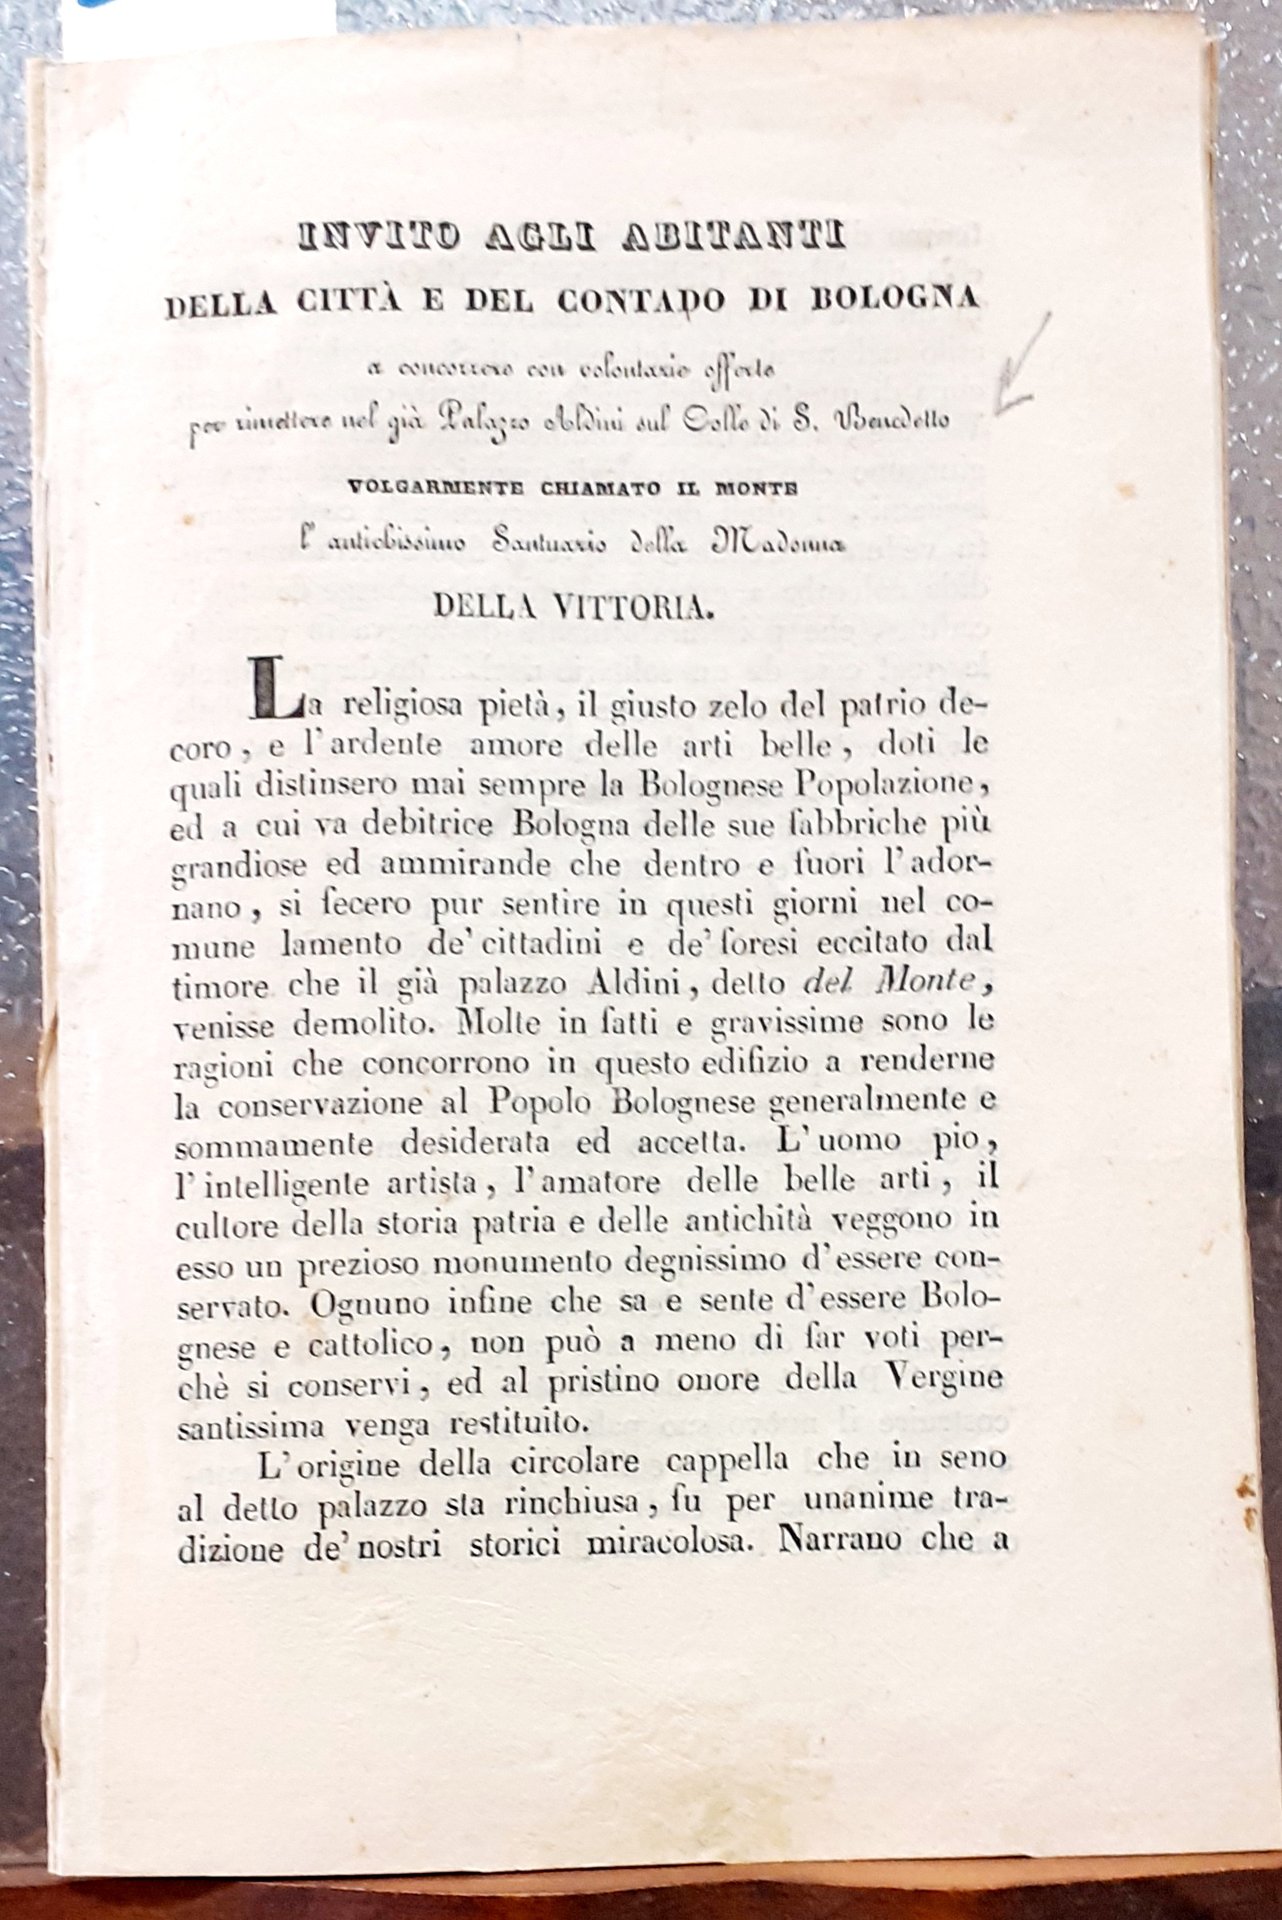 INVITO AGLI ABITANTI
DELLA CITTÀ E DEL CONTADO DI BOLOGNA
a concorrere con volontarie offerte
per rimettere nel già Palazzo Aldini sul Colle di S. Benedetto
VOLGARMENTE CHIAMATO IL MONTE
l'antichissimo Santuario della Madonna
DELLA VITTORIA.
La religiosa pietà, il giusto zelo del patrio de-
coro, e l'ardente amore delle arti belle, doti le
quali distinsero mai sempre la Bolognese Popolazione,
ed a cui va debitrice Bologna delle sue fabbriche più
grandiose ed ammirande che dentro e fuori l'ador-
nano, si fecero pur sentire in questi giorni nel co-
mune lamento de' cittadini e de' foresi eccitato dal
timore che il già palazzo Aldini, detto del Monte,
venisse demolito. Molte in fatti e gravissime sono le
ragioni che concorrono in questo edifizio a renderne
la conservazione al Popolo Bolognese generalmente e
sommamente desiderata ed accetta. L'uomo pio,
l'intelligente artista, l'amatore delle belle arti, il
cultore della storia patria e delle antichità veggono in
esso un prezioso monumento degnissimo d'essere con-
servato. Ognuno infine che sa e sente d'essere Bolo-
gnese e cattolico, non può a meno di far voti per-
chè si conservi, ed al pristino onore della Vergine
santissima venga restituito.
L'origine della circolare cappella che in seno
al detto palazzo sta rinchiusa, fu per unanime tra-
dizione de' nostri storici miracolosa. Narrano che a